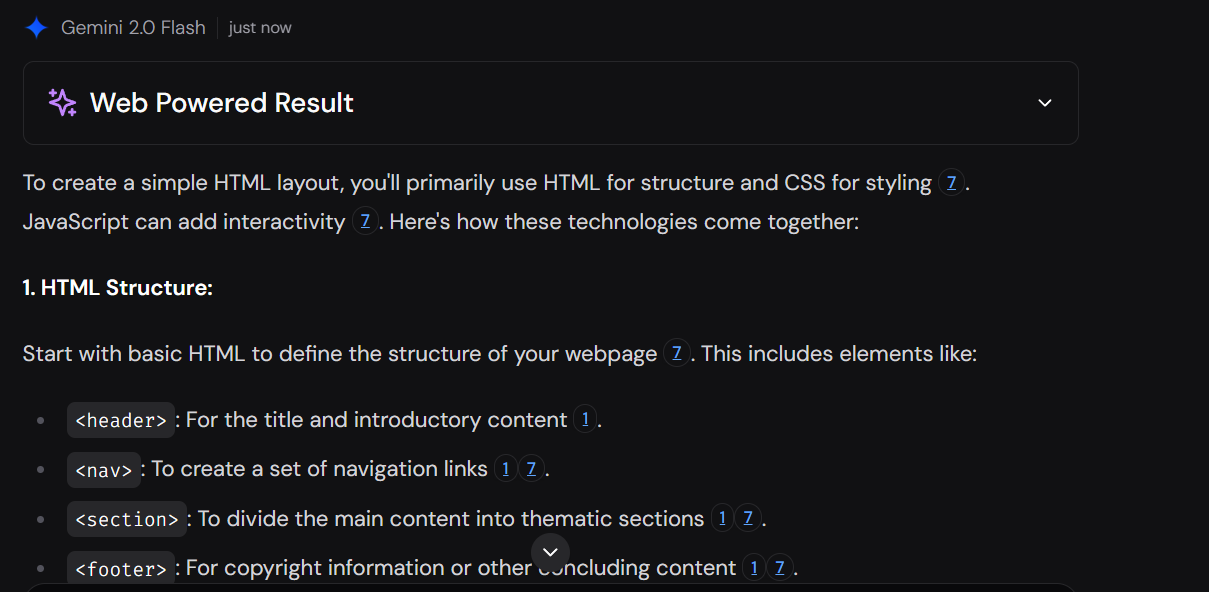 Gemini 2.0 Flash just now
Web Powered Result
To create a simple HTML layout, you'll primarily use HTML for structure and CSS for styling 7.
JavaScript can add interactivity 7. Here's how these technologies come together:
1. HTML Structure:
Start with basic HTML to define the structure of your webpage 7. This includes elements like:
<header>: For the title and introductory content 1.
<nav>: To create a set of navigation links 1 7.
<section>: To divide the main content into thematic sections 1 7.
<footer>: For copyright information or other concluding content 1 7.